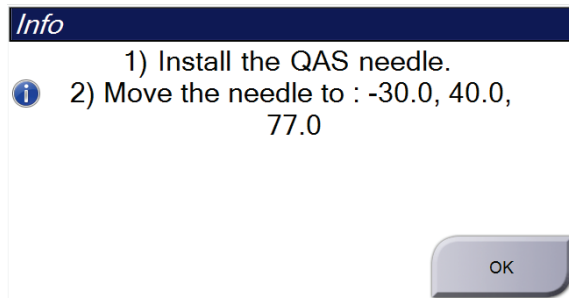 Info
1) Install the QAS needle.
2) Move the needle to : -30.0, 40.0,
77.0
OK